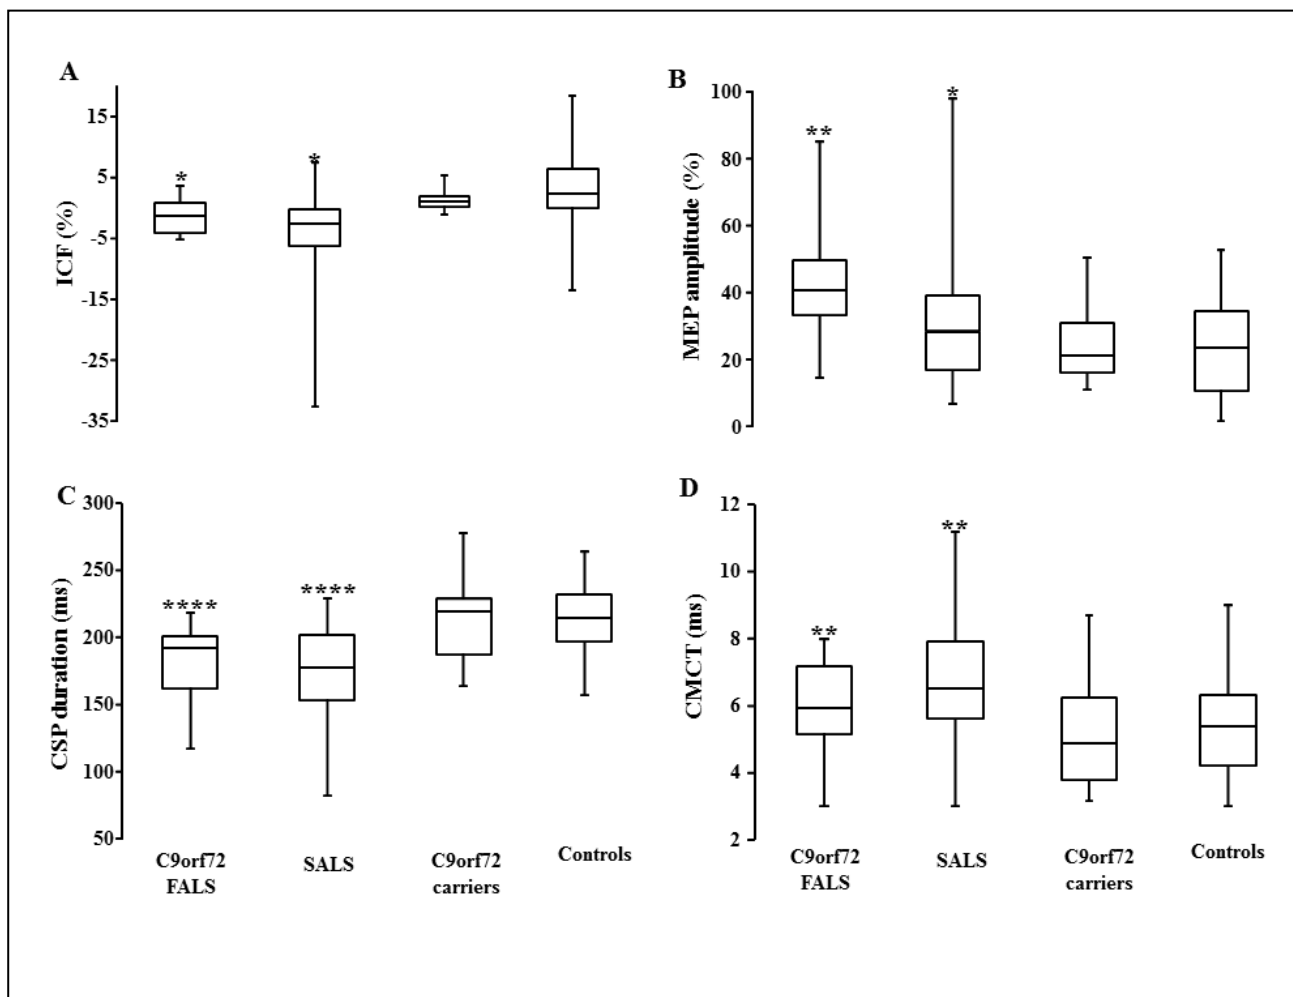 A
ICF (%)
15
5
-5
-15
-25
-35
*
*
B
MEP amplitude (%)
100
80
60
40
20
0
**
*
C
CSP duration (ms)
300
250
200
150
100
50
****
****
C9orf72
FALS
SALS
C9orf72
carriers
Controls
D
CMCT (ms)
12
10
8
6
4
2
**
**
C9orf72
FALS
SALS
C9orf72
carriers
Controls